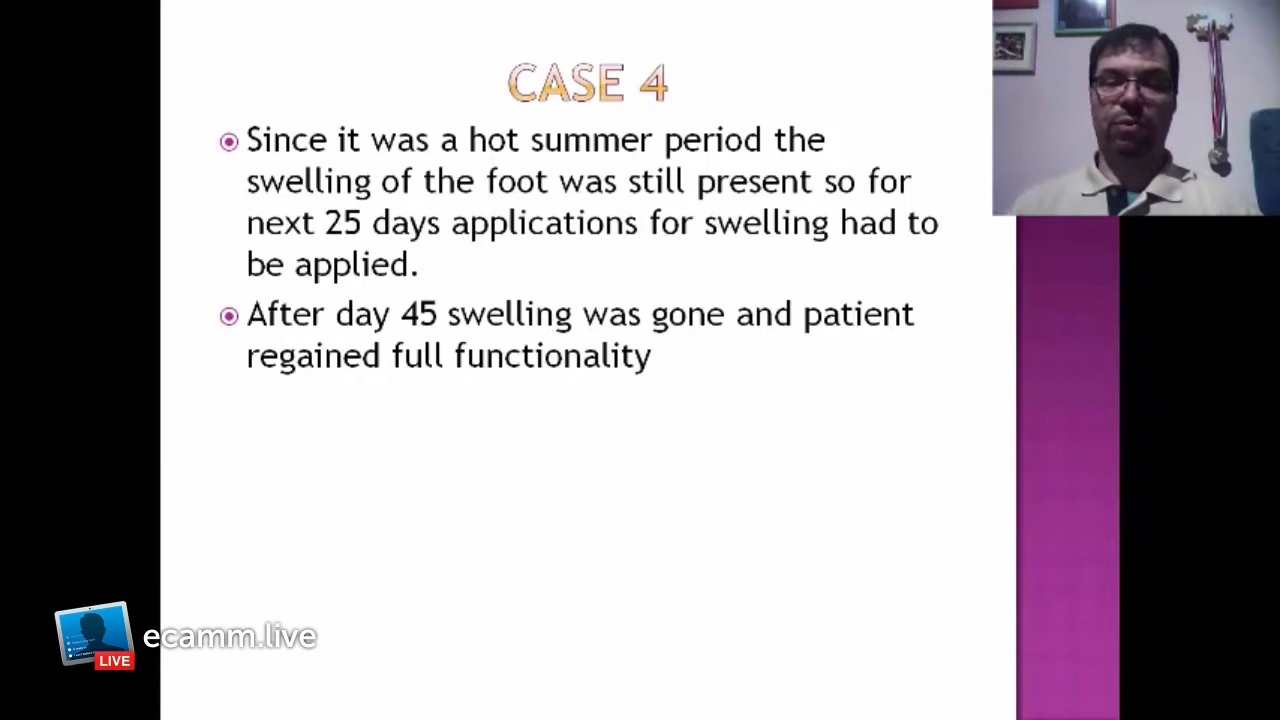 CASE 4
Since it was a hot summer period the
swelling of the foot was still present so for
next 25 days applications for swelling had to
be applied.
After day 45 swelling was gone and patient
regained full functionality
ecamm.live
LIVE